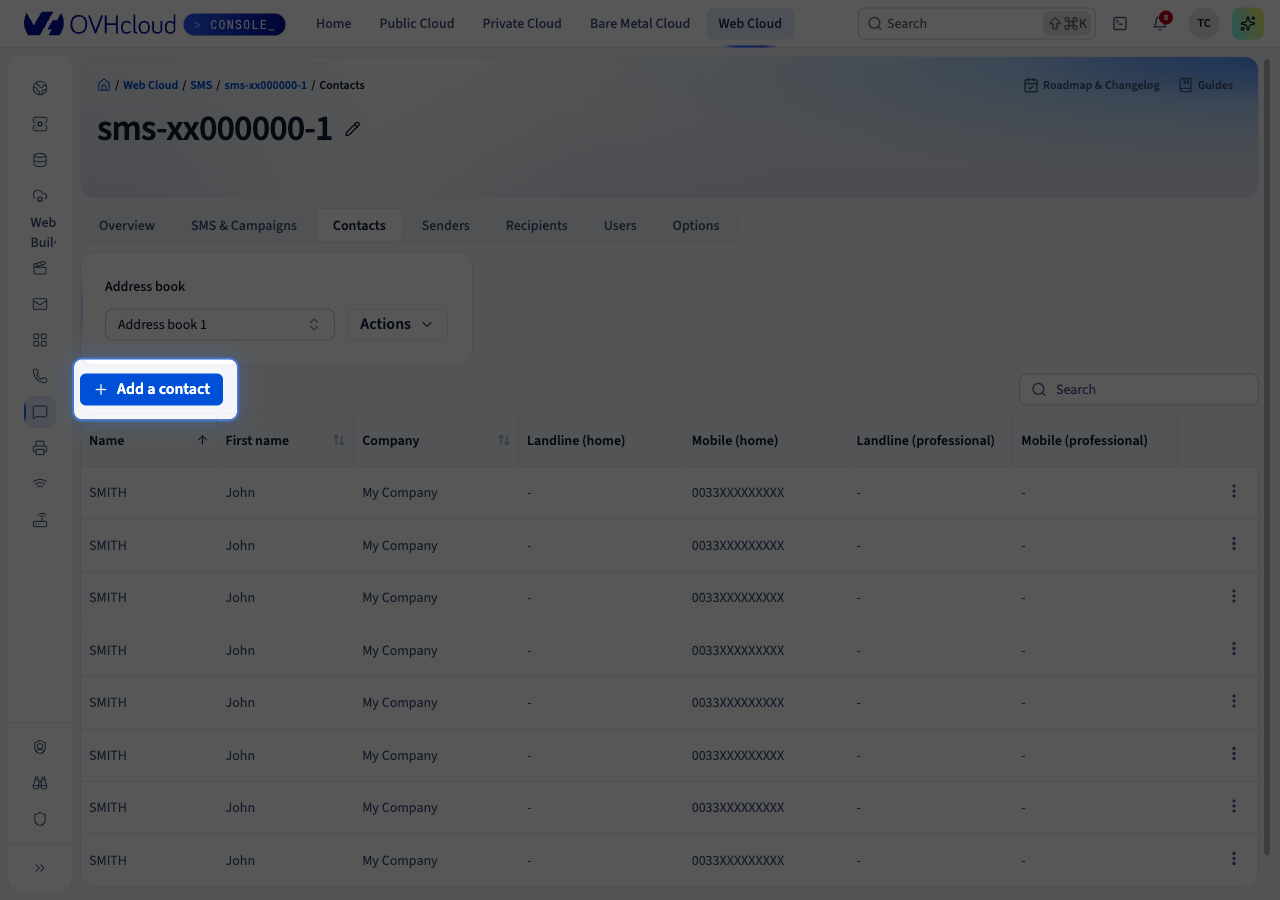 OVHcloud > CONSOLE_ Home Public Cloud Private Cloud Bare Metal Cloud Web Cloud Search ⇧⌘K 8 TC
/ Web Cloud / SMS / sms-xx000000-1 / Contacts Roadmap & Changelog Guides
sms-xx000000-1
Web
Buil
Overview SMS & Campaigns Contacts Senders Recipients Users Options
Address book
Address book 1 Actions
+ Add a contact Search
Name First name Company Landline (home) Mobile (home) Landline (professional) Mobile (professional)
SMITH John My Company - 0033XXXXXXXXX - -
SMITH John My Company - 0033XXXXXXXXX - -
SMITH John My Company - 0033XXXXXXXXX - -
SMITH John My Company - 0033XXXXXXXXX - -
SMITH John My Company - 0033XXXXXXXXX - -
SMITH John My Company - 0033XXXXXXXXX - -
SMITH John My Company - 0033XXXXXXXXX - -
SMITH John My Company - 0033XXXXXXXXX - -